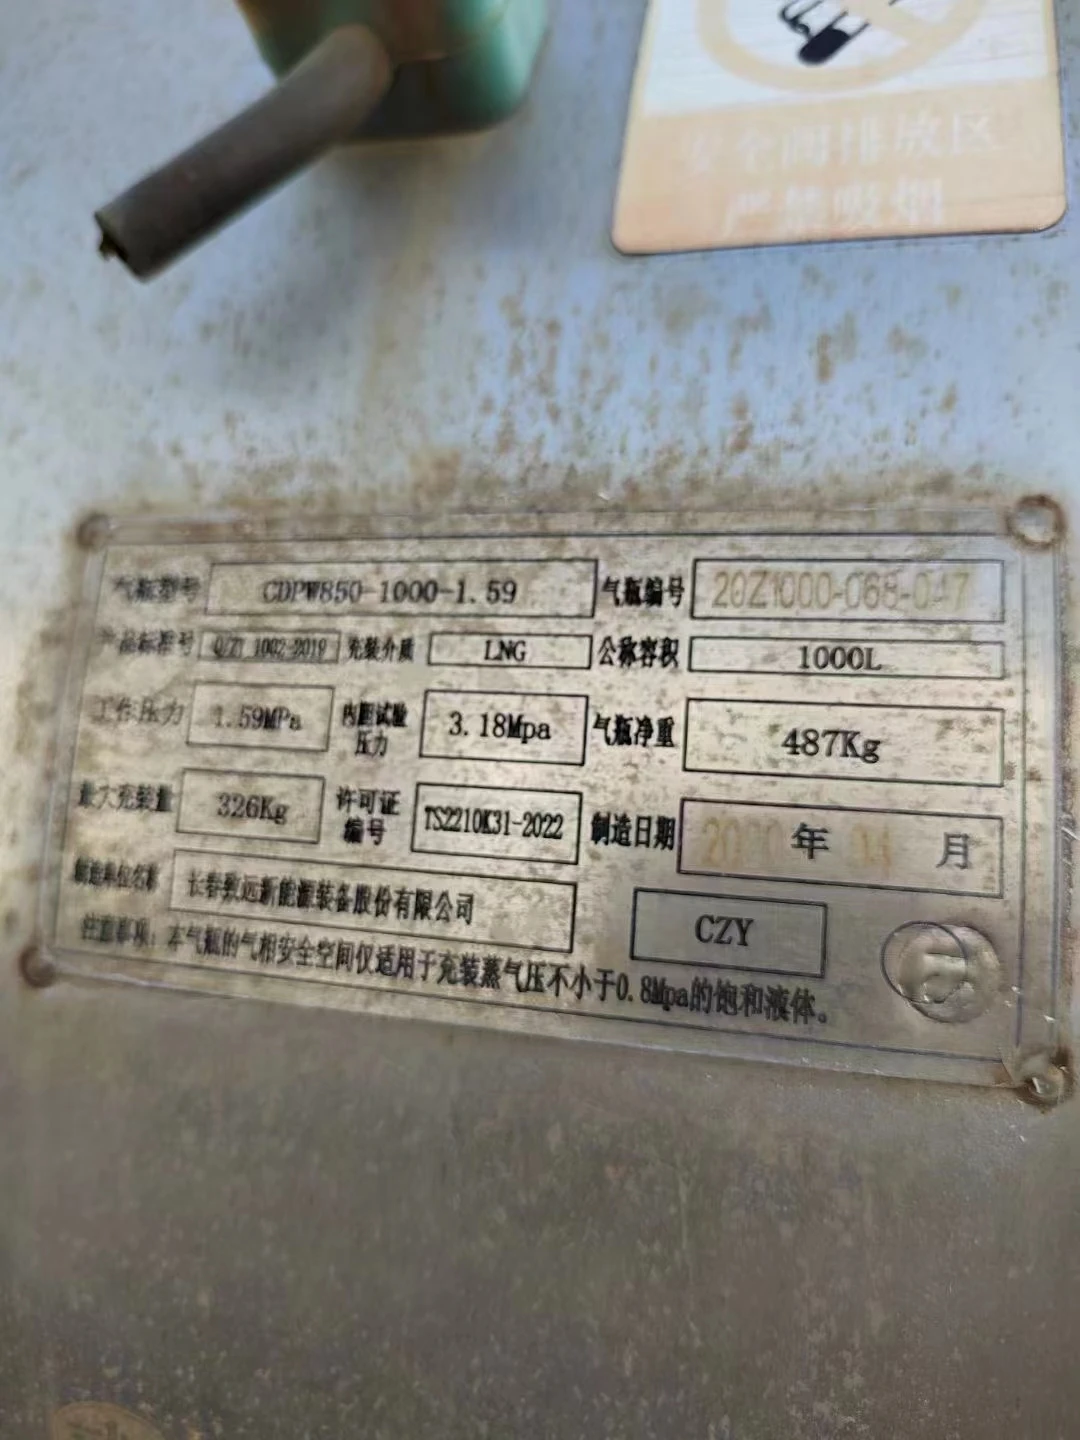 安全阀排放区
严禁吸烟
气瓶型号 CDPW850-1000-1.59 气瓶编号 20Z1000-068-047
产品标准号 充装介质 LNG 公称容积 1000L
工作压力 1.59MPa 内胆试验压力 3.18Mpa 气瓶净重 487Kg
最大充装量 326Kg 许可证编号 TS2210K31-2022 制造日期 年 月
制造单位名称 长春致远新能源装备股份有限公司 CZY
注意事项：本气瓶的气相安全空间仅适用于充装蒸气压不小于0.8Mpa的饱和液体。